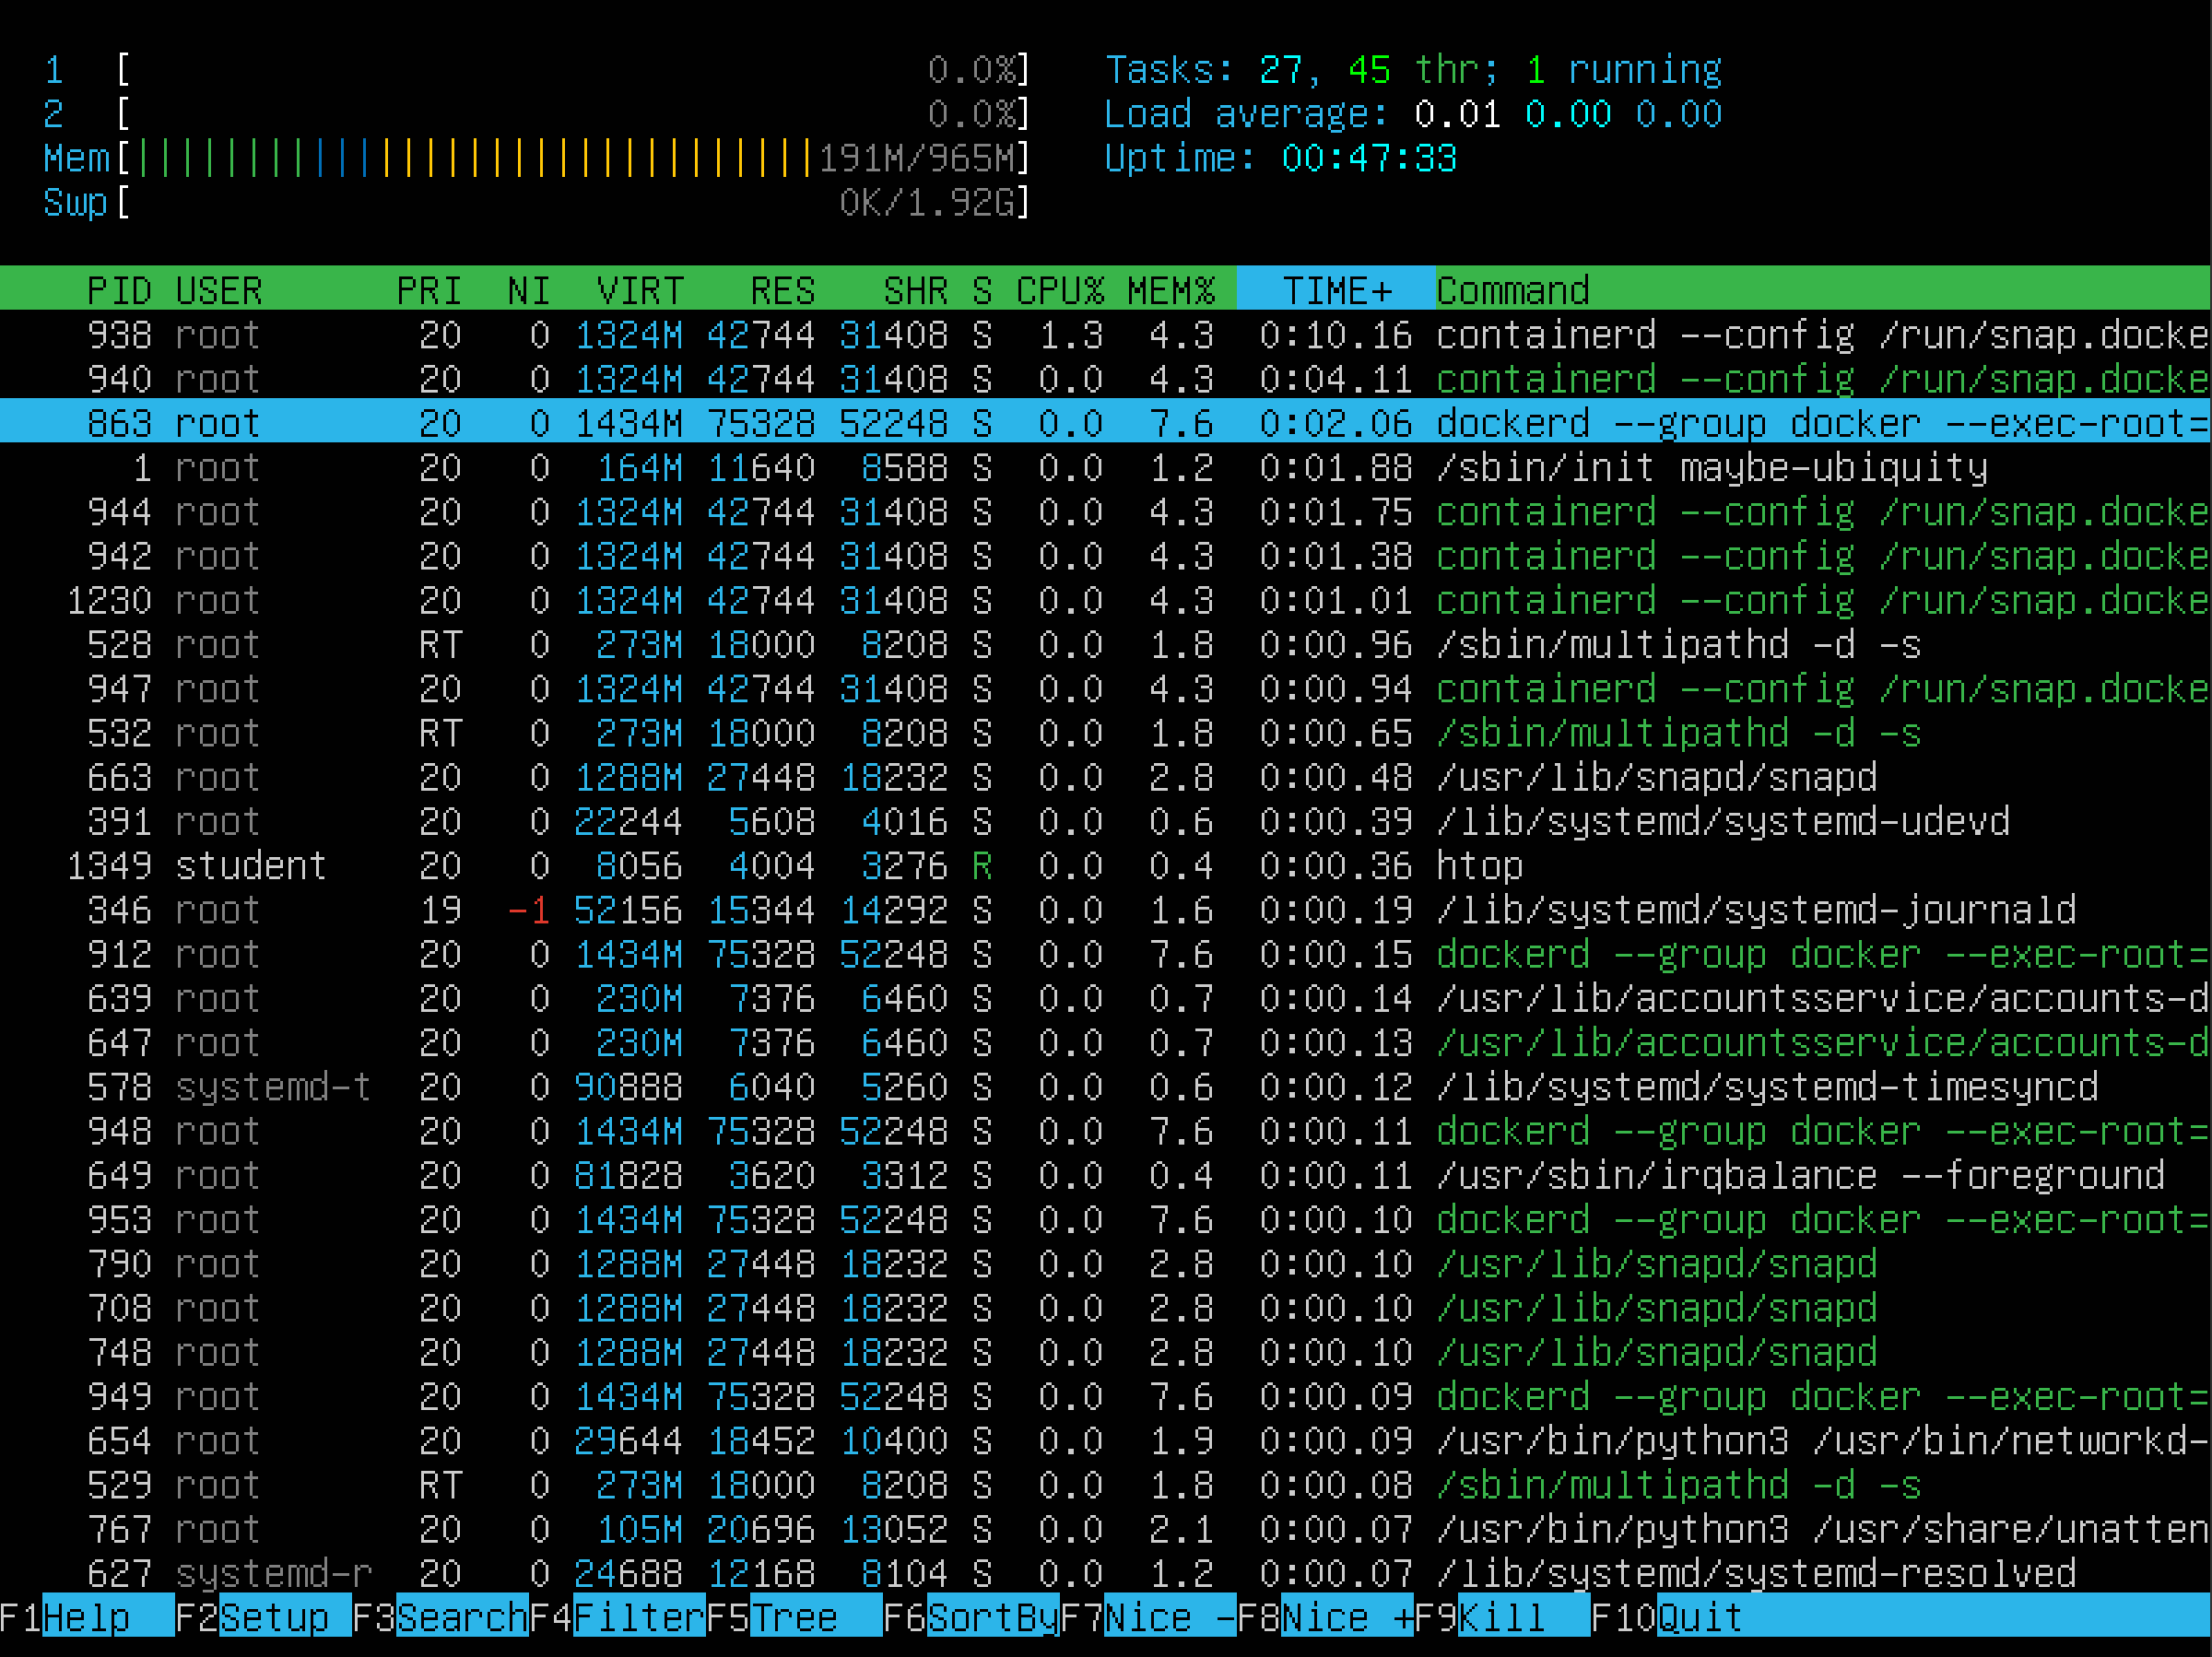 1 [ 0.0%] Tasks: 27, 45 thr; 1 running
2 [ 0.0%] Load average: 0.01 0.00 0.00
Mem[|||||||||||||||||||||||||||||||191M/965M] Uptime: 00:47:33
Swp[ 0K/1.92G]
PID USER PRI NI VIRT RES SHR S CPU% MEM% TIME+ Command
938 root 20 0 1324M 42744 31408 S 1.3 4.3 0:10.16 containerd --config /run/snap.docke
940 root 20 0 1324M 42744 31408 S 0.0 4.3 0:04.11 containerd --config /run/snap.docke
863 root 20 0 1434M 75328 52248 S 0.0 7.6 0:02.06 dockerd --group docker --exec-root=
1 root 20 0 164M 11640 8588 S 0.0 1.2 0:01.88 /sbin/init maybe-ubiquity
944 root 20 0 1324M 42744 31408 S 0.0 4.3 0:01.75 containerd --config /run/snap.docke
942 root 20 0 1324M 42744 31408 S 0.0 4.3 0:01.38 containerd --config /run/snap.docke
1230 root 20 0 1324M 42744 31408 S 0.0 4.3 0:01.01 containerd --config /run/snap.docke
528 root RT 0 273M 18000 8208 S 0.0 1.8 0:00.96 /sbin/multipathd -d -s
947 root 20 0 1324M 42744 31408 S 0.0 4.3 0:00.94 containerd --config /run/snap.docke
532 root RT 0 273M 18000 8208 S 0.0 1.8 0:00.65 /sbin/multipathd -d -s
663 root 20 0 1288M 27448 18232 S 0.0 2.8 0:00.48 /usr/lib/snapd/snapd
391 root 20 0 22244 5608 4016 S 0.0 0.6 0:00.39 /lib/systemd/systemd-udevd
1349 student 20 0 8056 4004 3276 R 0.0 0.4 0:00.36 htop
346 root 19 -1 52156 15344 14292 S 0.0 1.6 0:00.19 /lib/systemd/systemd-journald
912 root 20 0 1434M 75328 52248 S 0.0 7.6 0:00.15 dockerd --group docker --exec-root=
639 root 20 0 230M 7376 6460 S 0.0 0.7 0:00.14 /usr/lib/accountsservice/accounts-d
647 root 20 0 230M 7376 6460 S 0.0 0.7 0:00.13 /usr/lib/accountsservice/accounts-d
578 systemd-t 20 0 90888 6040 5260 S 0.0 0.6 0:00.12 /lib/systemd/systemd-timesyncd
948 root 20 0 1434M 75328 52248 S 0.0 7.6 0:00.11 dockerd --group docker --exec-root=
649 root 20 0 81828 3620 3312 S 0.0 0.4 0:00.11 /usr/sbin/irqbalance --foreground
953 root 20 0 1434M 75328 52248 S 0.0 7.6 0:00.10 dockerd --group docker --exec-root=
790 root 20 0 1288M 27448 18232 S 0.0 2.8 0:00.10 /usr/lib/snapd/snapd
708 root 20 0 1288M 27448 18232 S 0.0 2.8 0:00.10 /usr/lib/snapd/snapd
748 root 20 0 1288M 27448 18232 S 0.0 2.8 0:00.10 /usr/lib/snapd/snapd
949 root 20 0 1434M 75328 52248 S 0.0 7.6 0:00.09 dockerd --group docker --exec-root=
654 root 20 0 29644 18452 10400 S 0.0 1.9 0:00.09 /usr/bin/python3 /usr/bin/networkd-
529 root RT 0 273M 18000 8208 S 0.0 1.8 0:00.08 /sbin/multipathd -d -s
767 root 20 0 105M 20696 13052 S 0.0 2.1 0:00.07 /usr/bin/python3 /usr/share/unatten
627 systemd-r 20 0 24688 12168 8104 S 0.0 1.2 0:00.07 /lib/systemd/systemd-resolved
F1Help F2Setup F3SearchF4FilterF5Tree F6SortByF7Nice -F8Nice +F9Kill F10Quit